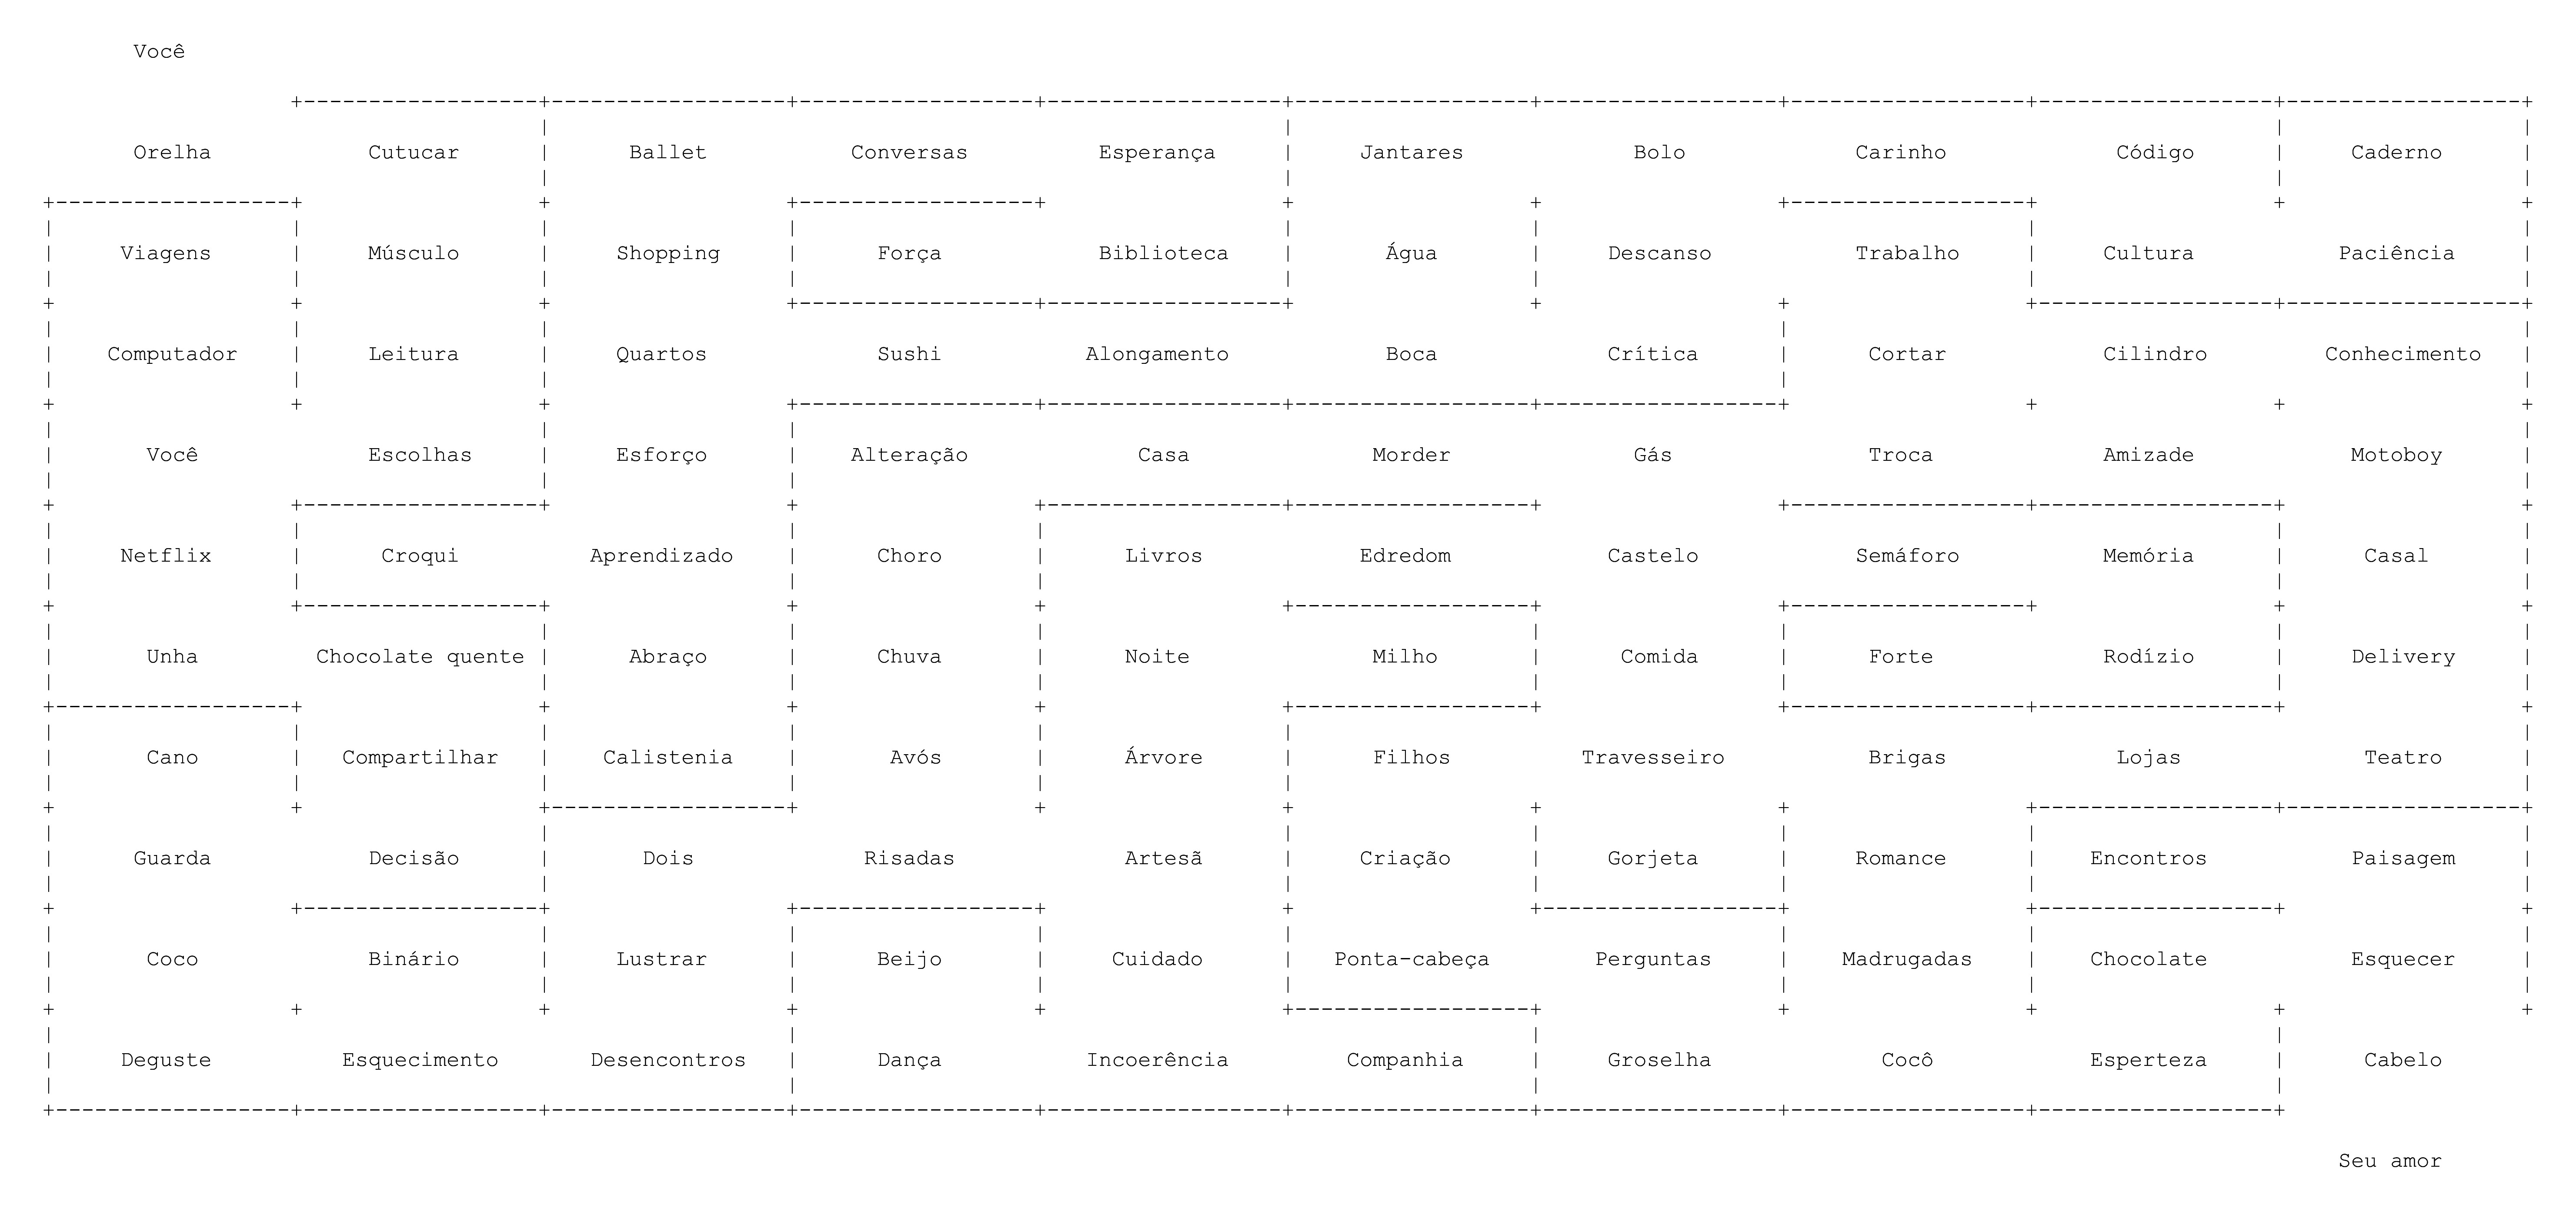 Você
Orelha Cutucar Ballet Conversas Esperança Jantares Bolo Carinho Código Caderno
Viagens Músculo Shopping Força Biblioteca Água Descanso Trabalho Cultura Paciência
Computador Leitura Quartos Sushi Alongamento Boca Crítica Cortar Cilindro Conhecimento
Você Escolhas Esforço Alteração Casa Morder Gás Troca Amizade Motoboy
Netflix Croqui Aprendizado Choro Livros Edredom Castelo Semáforo Memória Casal
Unha Chocolate quente Abraço Chuva Noite Milho Comida Forte Rodízio Delivery
Cano Compartilhar Calistenia Avós Árvore Filhos Travesseiro Brigas Lojas Teatro
Guarda Decisão Dois Risadas Artesã Criação Gorjeta Romance Encontros Paisagem
Coco Binário Lustrar Beijo Cuidado Ponta-cabeça Perguntas Madrugadas Chocolate Esquecer
Deguste Esquecimento Desencontros Dança Incoerência Companhia Groselha Cocô Esperteza Cabelo
Seu amor